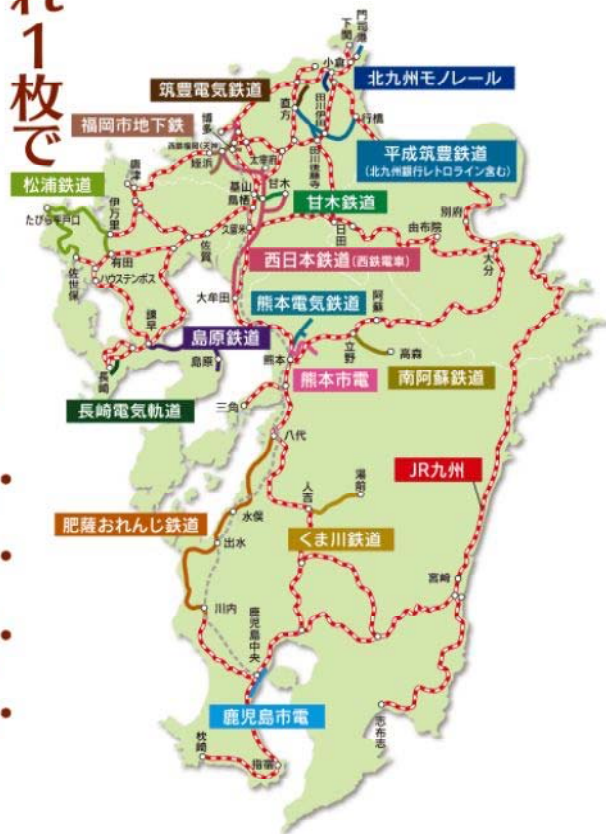 れ1枚で
門司港
下関
小倉
北九州モノレール
筑豊電気鉄道
直方
田川伊田
行橋
福岡市地下鉄
博多
西鉄福岡(天神)
姪浜
太宰府
田川後藤寺
平成筑豊鉄道
(北九州銀行レトロライン含む)
松浦鉄道
唐津
基山
鳥栖
甘木
甘木鉄道
別府
たびら平戸口
伊万里
久留米
日田
由布院
大分
佐賀
有田
西日本鉄道(西鉄電車)
佐世保
ハウステンボス
大牟田
熊本電気鉄道
阿蘇
諫早
島原鉄道
島原
熊本
立野
高森
長崎
熊本市電
南阿蘇鉄道
長崎電気軌道
三角
八代
JR九州
人吉
湯前
肥薩おれんじ鉄道
水俣
出水
くま川鉄道
宮崎
川内
鹿児島中央
鹿児島市電
志布志
枕崎
指宿